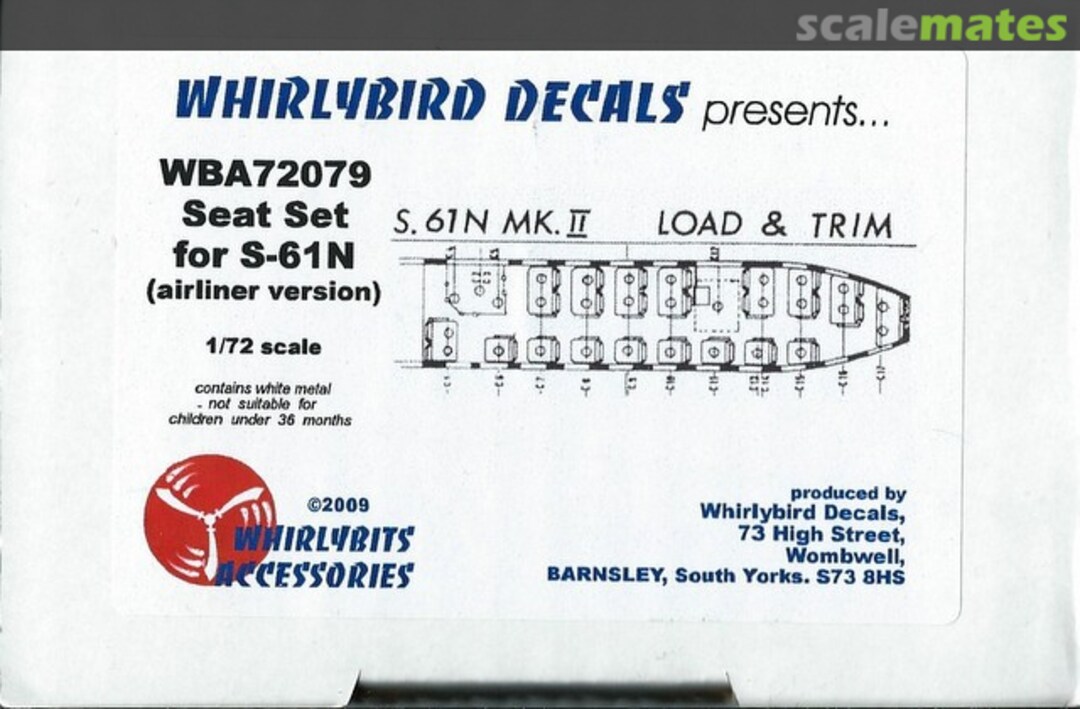 scalemates
WHIRLYBIRD DECALS presents...
WBA72079
Seat Set
for S-61N
(airliner version)
1/72 scale
contains white metal
- not suitable for
children under 36 months
S. 61N MK. II LOAD & TRIM
©2009
WHIRLYBITS
ACCESSORIES
produced by
Whirlybird Decals,
73 High Street,
Wombwell,
BARNSLEY, South Yorks. S73 8HS